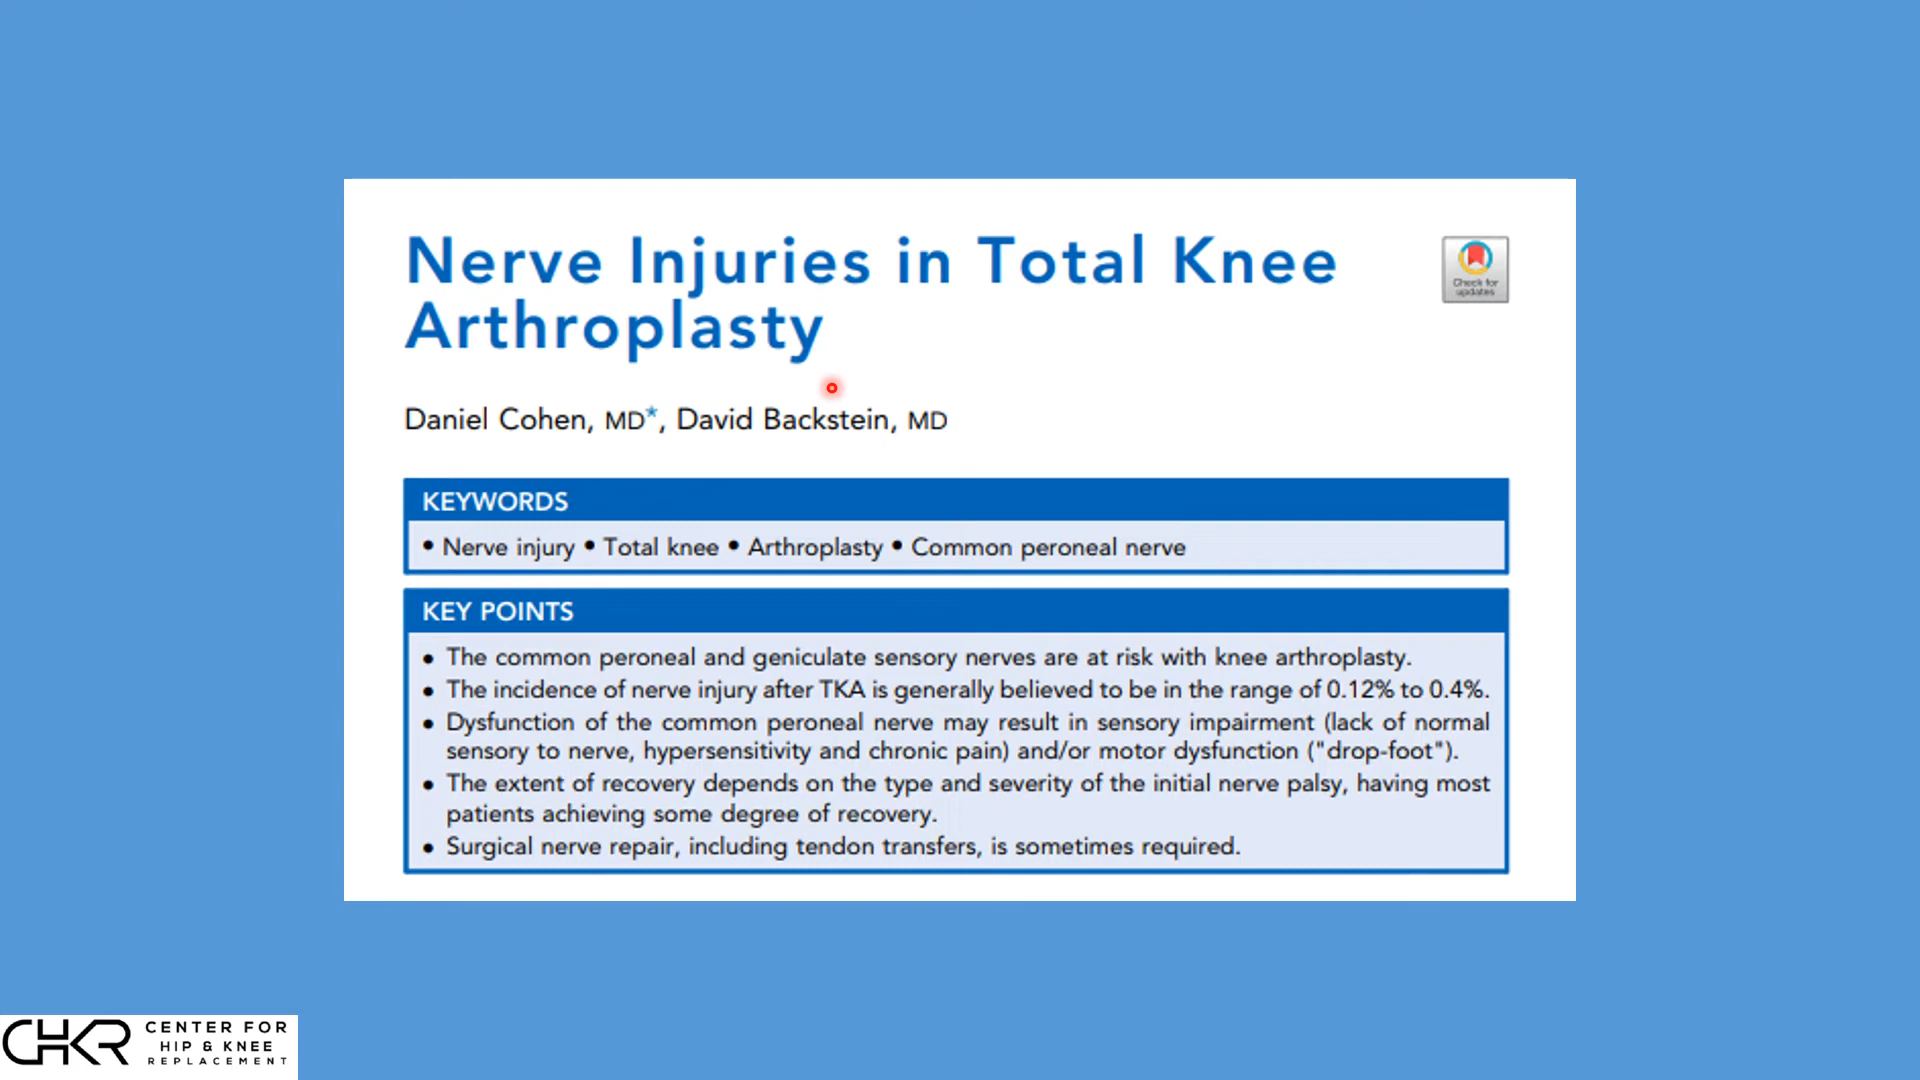 Nerve Injuries in Total Knee
Arthroplasty
Check for
updates
Daniel Cohen, MD*, David Backstein, MD
KEYWORDS
• Nerve injury • Total knee • Arthroplasty • Common peroneal nerve
KEY POINTS
• The common peroneal and geniculate sensory nerves are at risk with knee arthroplasty.
• The incidence of nerve injury after TKA is generally believed to be in the range of 0.12% to 0.4%.
• Dysfunction of the common peroneal nerve may result in sensory impairment (lack of normal
sensory to nerve, hypersensitivity and chronic pain) and/or motor dysfunction ("drop-foot").
• The extent of recovery depends on the type and severity of the initial nerve palsy, having most
patients achieving some degree of recovery.
• Surgical nerve repair, including tendon transfers, is sometimes required.
CHKR
CENTER FOR
HIP & KNEE
REPLACEMENT